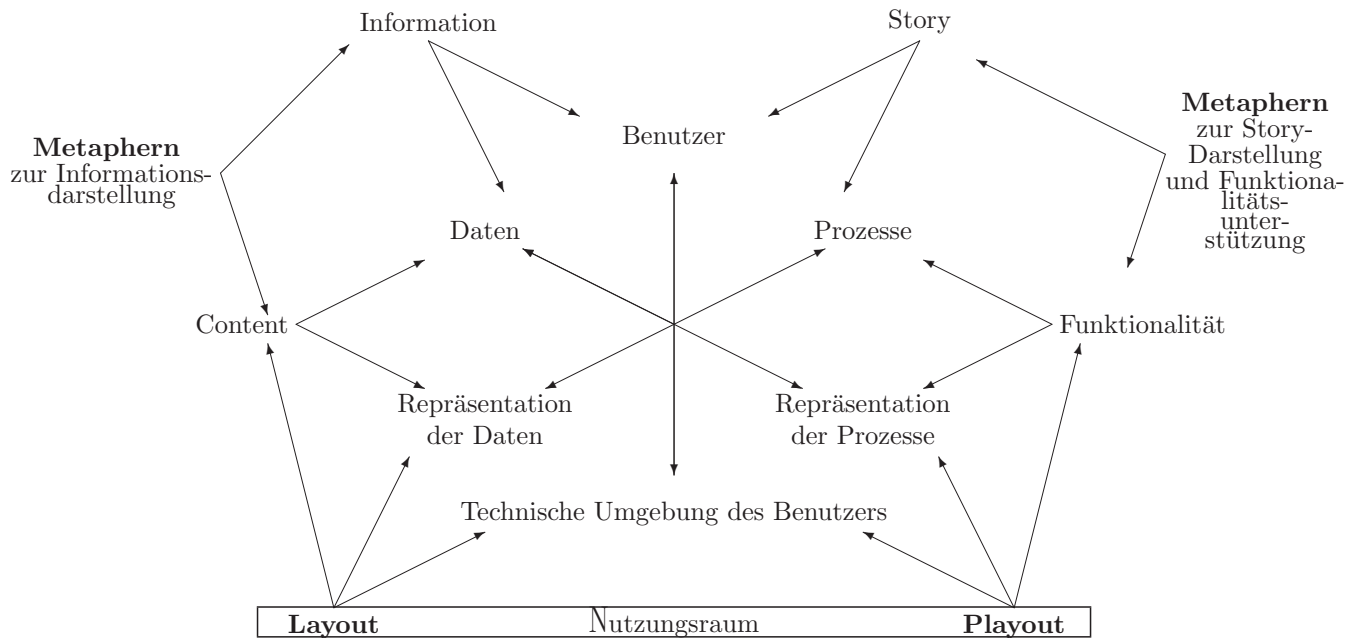 Information
Story
Metaphern
zur Informations-
darstellung
Benutzer
Metaphern
zur Story-
Darstellung
und Funktiona-
litäts-
unter-
stützung
Daten
Prozesse
Content
Funktionalität
Repräsentation
der Daten
Repräsentation
der Prozesse
Technische Umgebung des Benutzers
Layout
Nutzungsraum
Playout